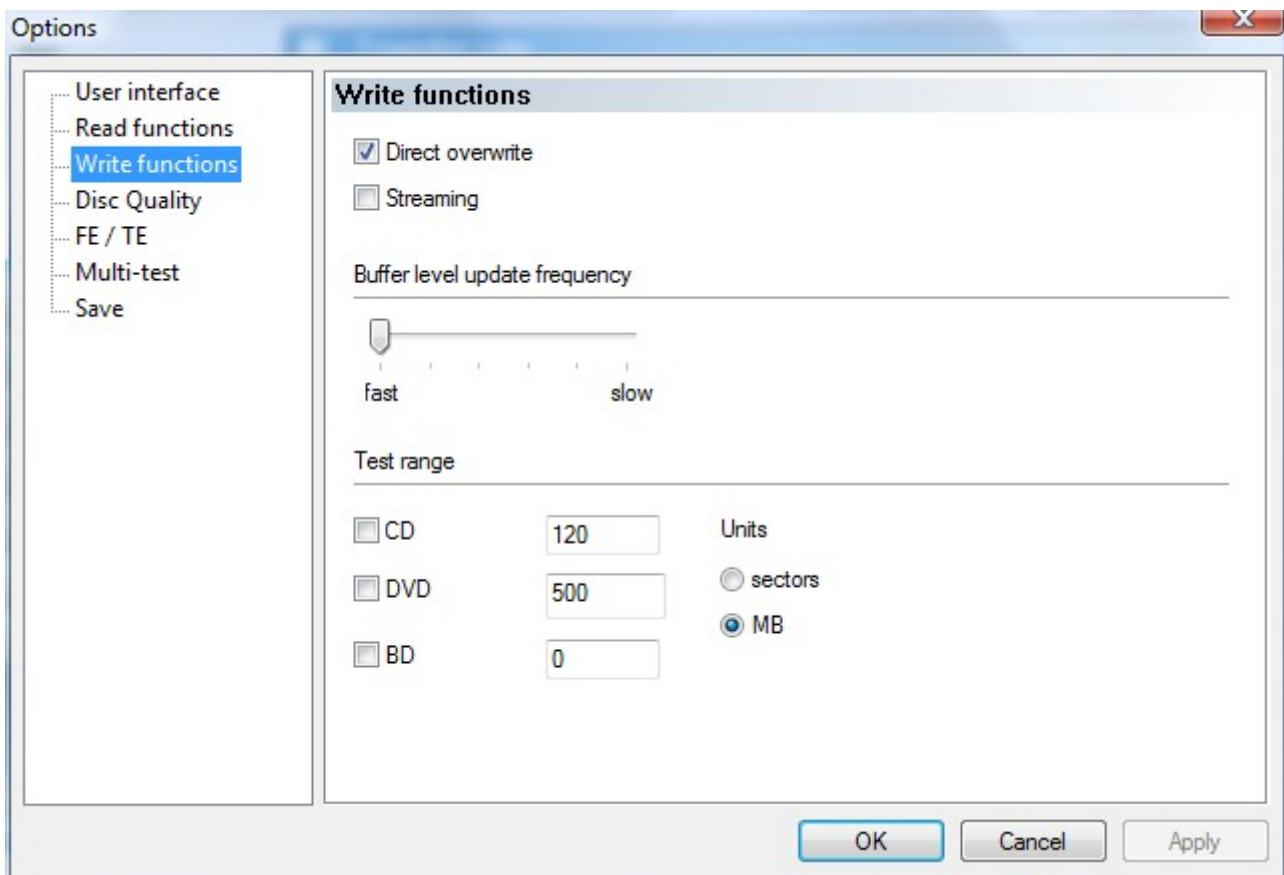 Options
User interface
Read functions
Write functions
Disc Quality
FE / TE
Multi-test
Save
Write functions
Direct overwrite
Streaming
Buffer level update frequency
fast slow
Test range
CD 120 Units
DVD 500 sectors
MB
BD 0
OK Cancel Apply